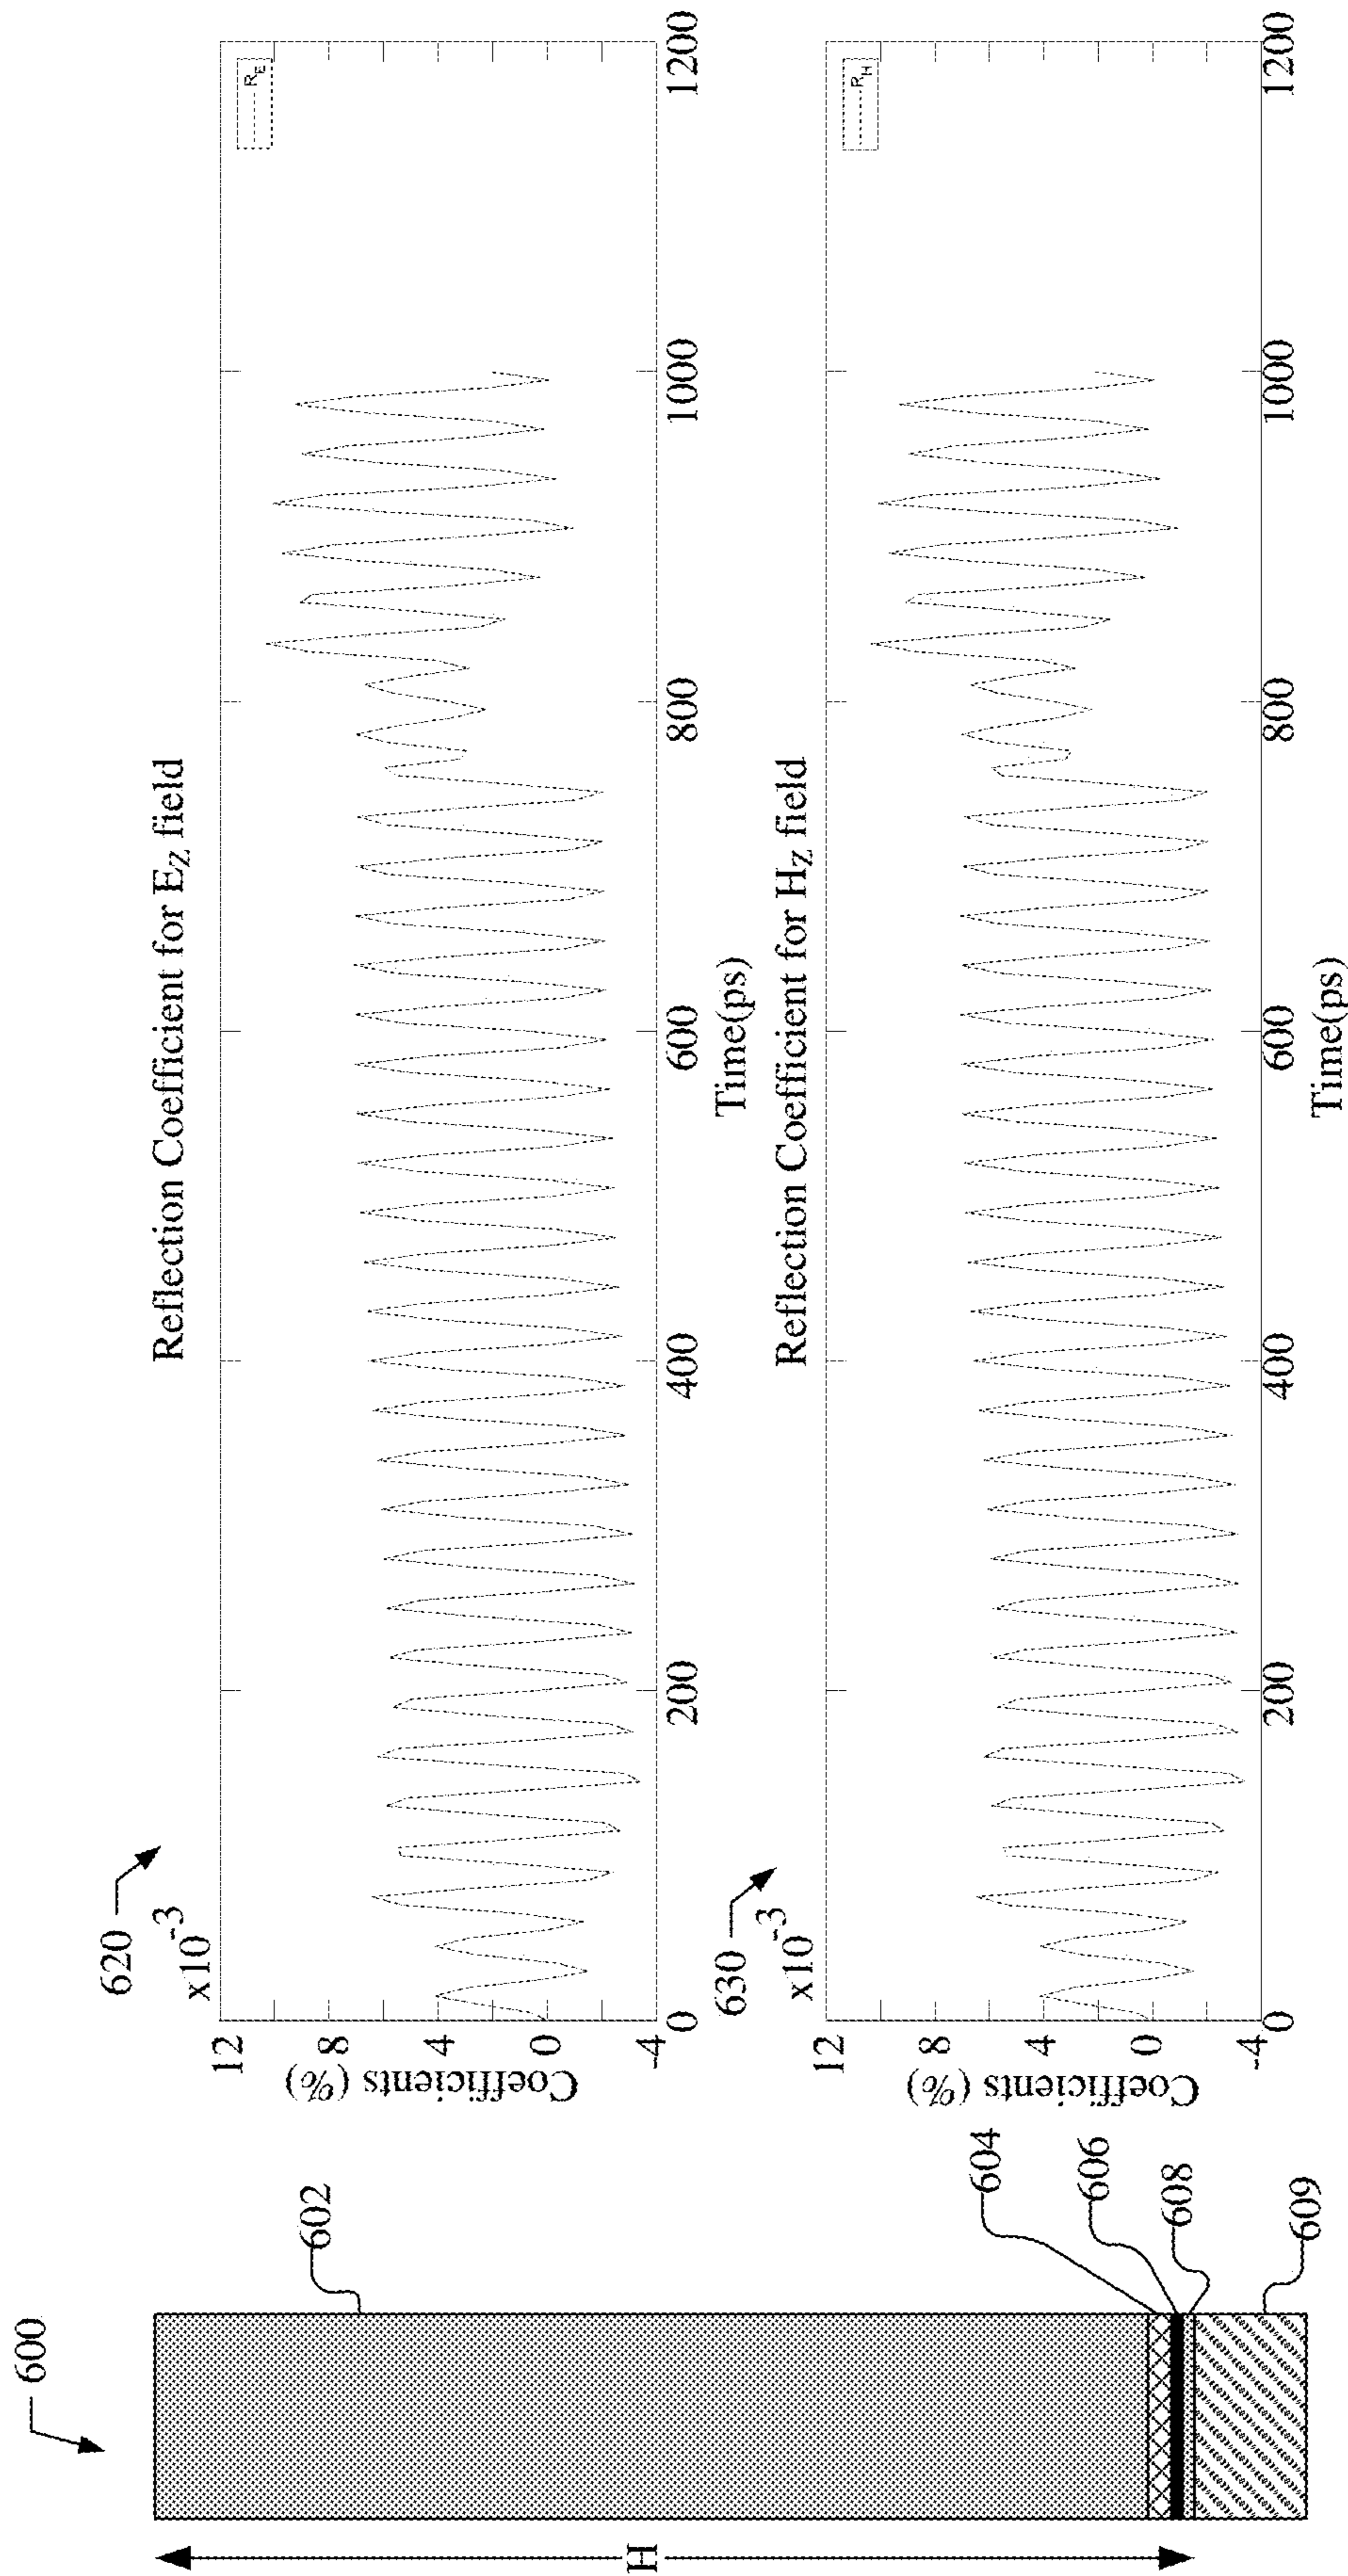 600
602
604
606
608
609
H
620
x10⁻³
Reflection Coefficient for E_Z field
R_E
12
8
4
0
-4
Coefficients (%)
0
200
400
600
800
1000
1200
Time(ps)
630
x10⁻³
Reflection Coefficient for H_Z field
R_H
12
8
4
0
-4
Coefficients (%)
0
200
400
600
800
1000
1200
Time(ps)